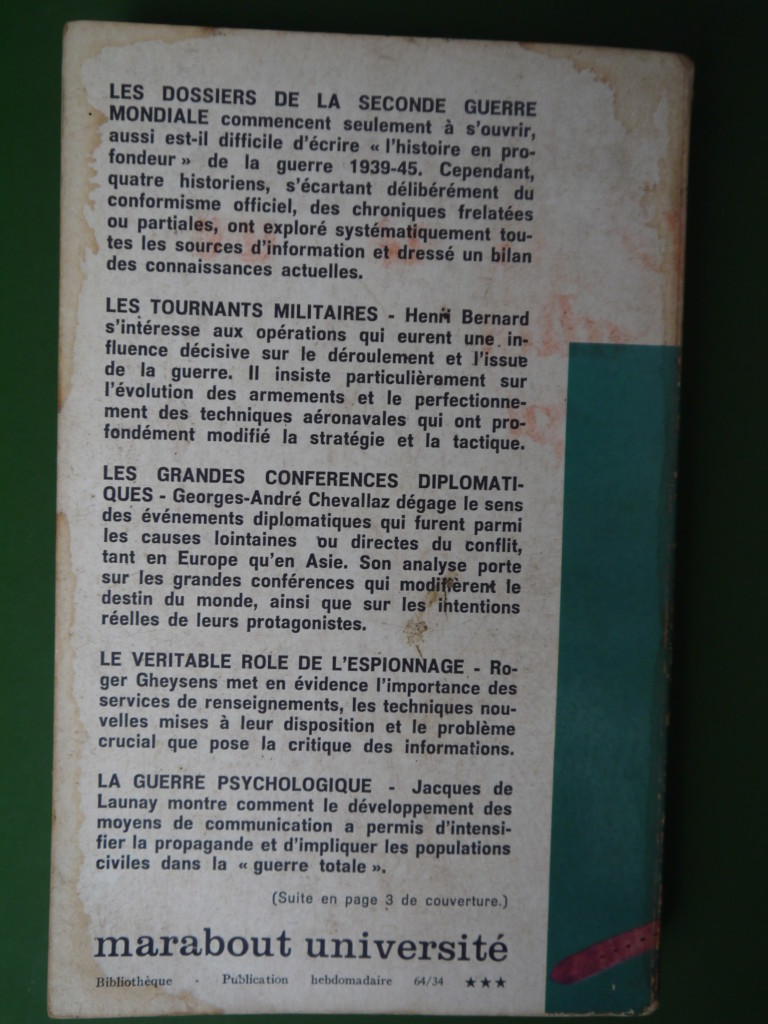 LES DOSSIERS DE LA SECONDE GUERRE
MONDIALE commencent seulement à s'ouvrir,
aussi est-il difficile d'écrire « l'histoire en pro-
fondeur » de la guerre 1939-45. Cependant,
quatre historiens, s'écartant délibérément du
conformisme officiel, des chroniques frelatées
ou partiales, ont exploré systématiquement tou-
tes les sources d'information et dressé un bilan
des connaissances actuelles.
LES TOURNANTS MILITAIRES - Henri Bernard
s'intéresse aux opérations qui eurent une in-
fluence décisive sur le déroulement et l'issue
de la guerre. Il insiste particulièrement sur
l'évolution des armements et le perfectionne-
ment des techniques aéronavales qui ont pro-
fondément modifié la stratégie et la tactique.
LES GRANDES CONFERENCES DIPLOMATI-
QUES - Georges-André Chevallaz dégage le sens
des événements diplomatiques qui furent parmi
les causes lointaines ou directes du conflit,
tant en Europe qu'en Asie. Son analyse porte
sur les grandes conférences qui modifièrent le
destin du monde, ainsi que sur les intentions
réelles de leurs protagonistes.
LE VERITABLE ROLE DE L'ESPIONNAGE - Ro-
ger Gheysens met en évidence l'importance des
services de renseignements, les techniques nou-
velles mises à leur disposition et le problème
crucial que pose la critique des informations.
LA GUERRE PSYCHOLOGIQUE - Jacques de
Launay montre comment le développement des
moyens de communication a permis d'intensi-
fier la propagande et d'impliquer les populations
civiles dans la « guerre totale ».
(Suite en page 3 de couverture.)
marabout université
Bibliothèque - Publication hebdomadaire 64/34 ★★★